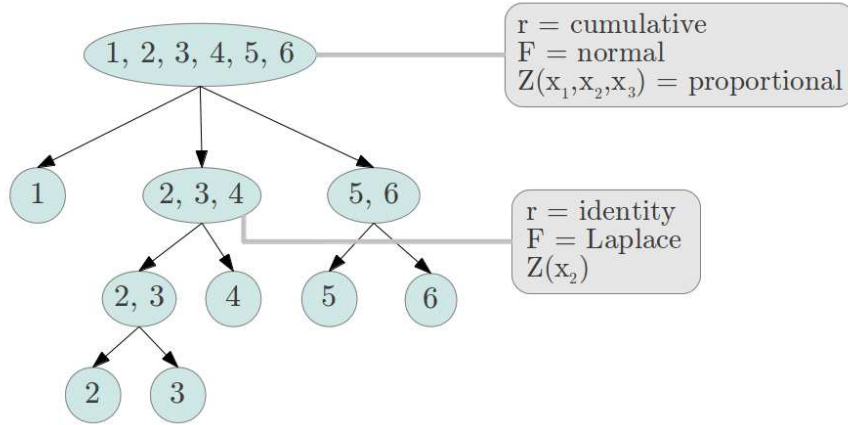 1, 2, 3, 4, 5, 6
r = cumulative
F = normal
Z(x₁,x₂,x₃) = proportional
1
2, 3, 4
5, 6
r = identity
F = Laplace
Z(x₂)
2, 3
4
5
6
2
3